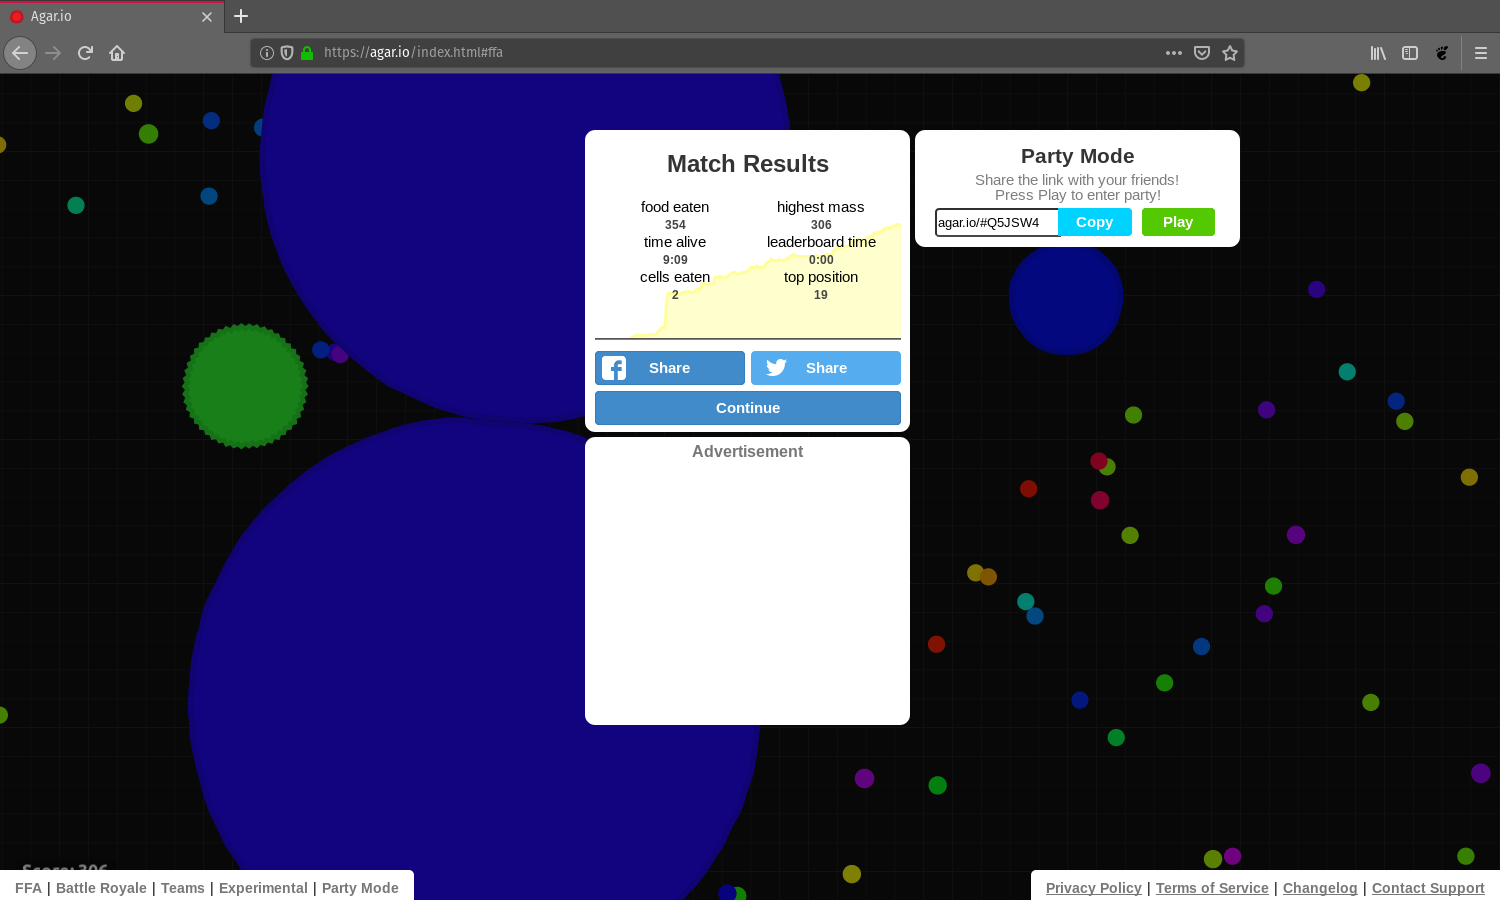 Agar.io
https://agar.io/index.html#ffa
Match Results
food eaten
354
highest mass
306
time alive
9:09
leaderboard time
0:00
cells eaten
2
top position
19
Share
Share
Continue
Advertisement
Party Mode
Share the link with your friends!
Press Play to enter party!
agar.io/#Q5JSW4
Copy
Play
Score: 306
FFA | Battle Royale | Teams | Experimental | Party Mode
Privacy Policy | Terms of Service | Changelog | Contact Support